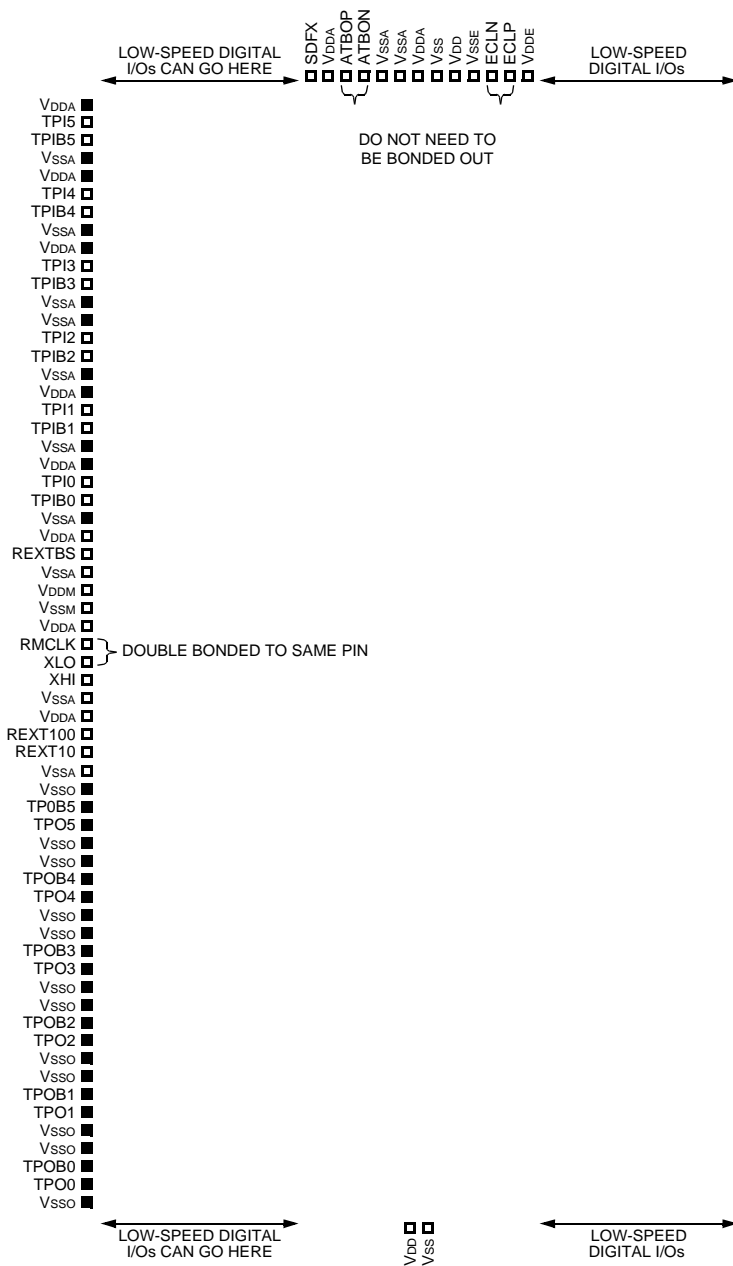 LOW-SPEED DIGITAL
I/Os CAN GO HERE
SDFX
VDDA
ATBOP
ATBON
VSSA
VSSA
VDDA
VSS
VDD
VSSE
ECLN
ECLP
VDDE
LOW-SPEED
DIGITAL I/Os
DO NOT NEED TO
BE BONDED OUT
VDDA
TPI5
TPIB5
VSSA
VDDA
TPI4
TPIB4
VSSA
VDDA
TPI3
TPIB3
VSSA
VSSA
TPI2
TPIB2
VSSA
VDDA
TPI1
TPIB1
VSSA
VDDA
TPI0
TPIB0
VSSA
VDDA
REXTBS
VSSA
VDDM
VSSM
VDDA
RMCLK
XLO
DOUBLE BONDED TO SAME PIN
XHI
VSSA
VDDA
REXT100
REXT10
VSSA
VSSO
TP0B5
TPO5
VSSO
VSSO
TPOB4
TPO4
VSSO
VSSO
TPOB3
TPO3
VSSO
VSSO
TPOB2
TPO2
VSSO
VSSO
TPOB1
TPO1
VSSO
VSSO
TPOB0
TPO0
VSSO
LOW-SPEED DIGITAL
I/Os CAN GO HERE
VDD
VSS
LOW-SPEED
DIGITAL I/Os